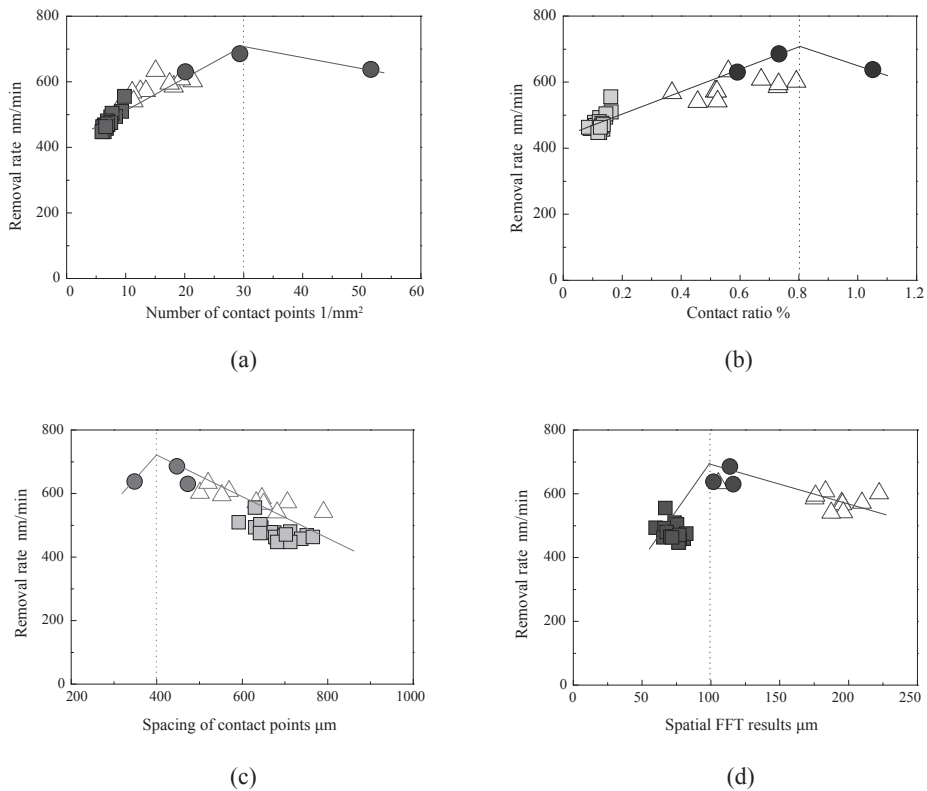 800
600
400
200
0
Removal rate nm/min
0 10 20 30 40 50 60
Number of contact points 1/mm²
(a)
800
600
400
200
0
Removal rate nm/min
0 0.2 0.4 0.6 0.8 1.0 1.2
Contact ratio %
(b)
800
600
400
200
0
Removal rate nm/min
200 400 600 800 1000
Spacing of contact points μm
(c)
800
600
400
200
0
Removal rate nm/min
0 50 100 150 200 250
Spatial FFT results μm
(d)